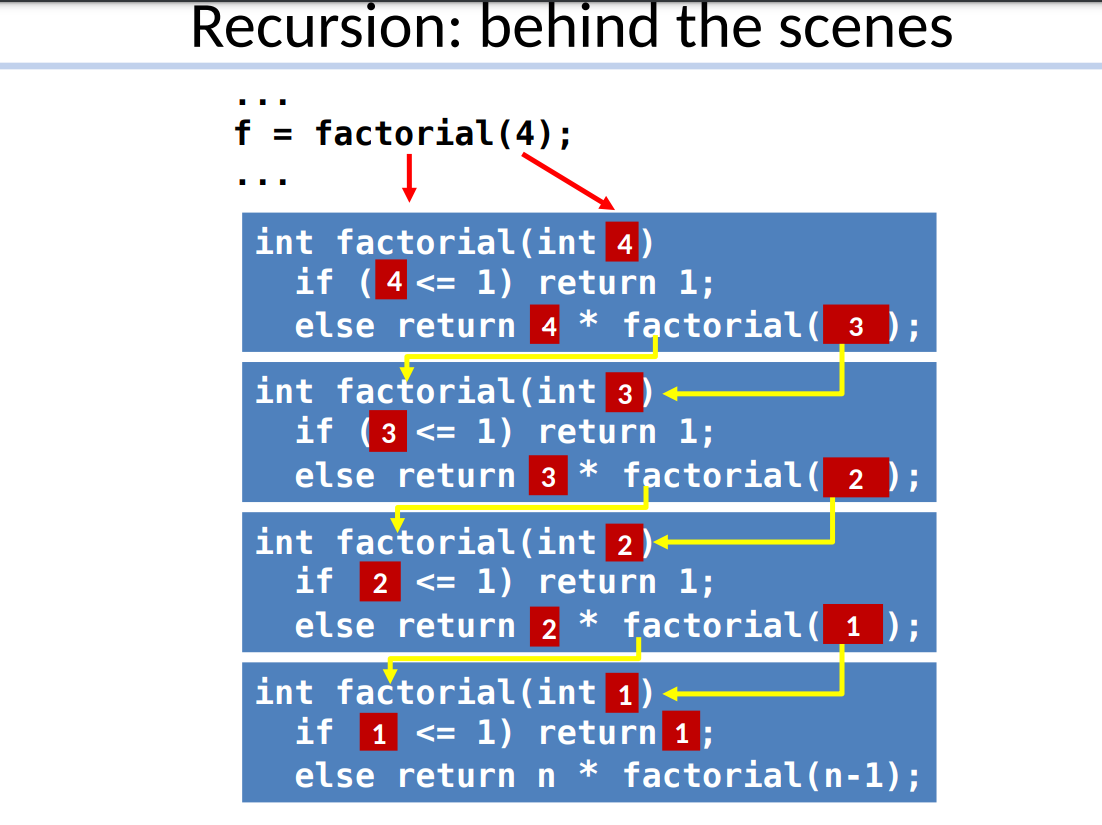 Recursion: behind the scenes
...
f = factorial(4);
...
int factorial(int 4)
if ( 4 <= 1) return 1;
else return 4 * factorial( 3 );
int factorial(int 3)
if ( 3 <= 1) return 1;
else return 3 * factorial( 2 );
int factorial(int 2)
if 2 <= 1) return 1;
else return 2 * factorial( 1 );
int factorial(int 1)
if 1 <= 1) return 1;
else return n * factorial(n-1);